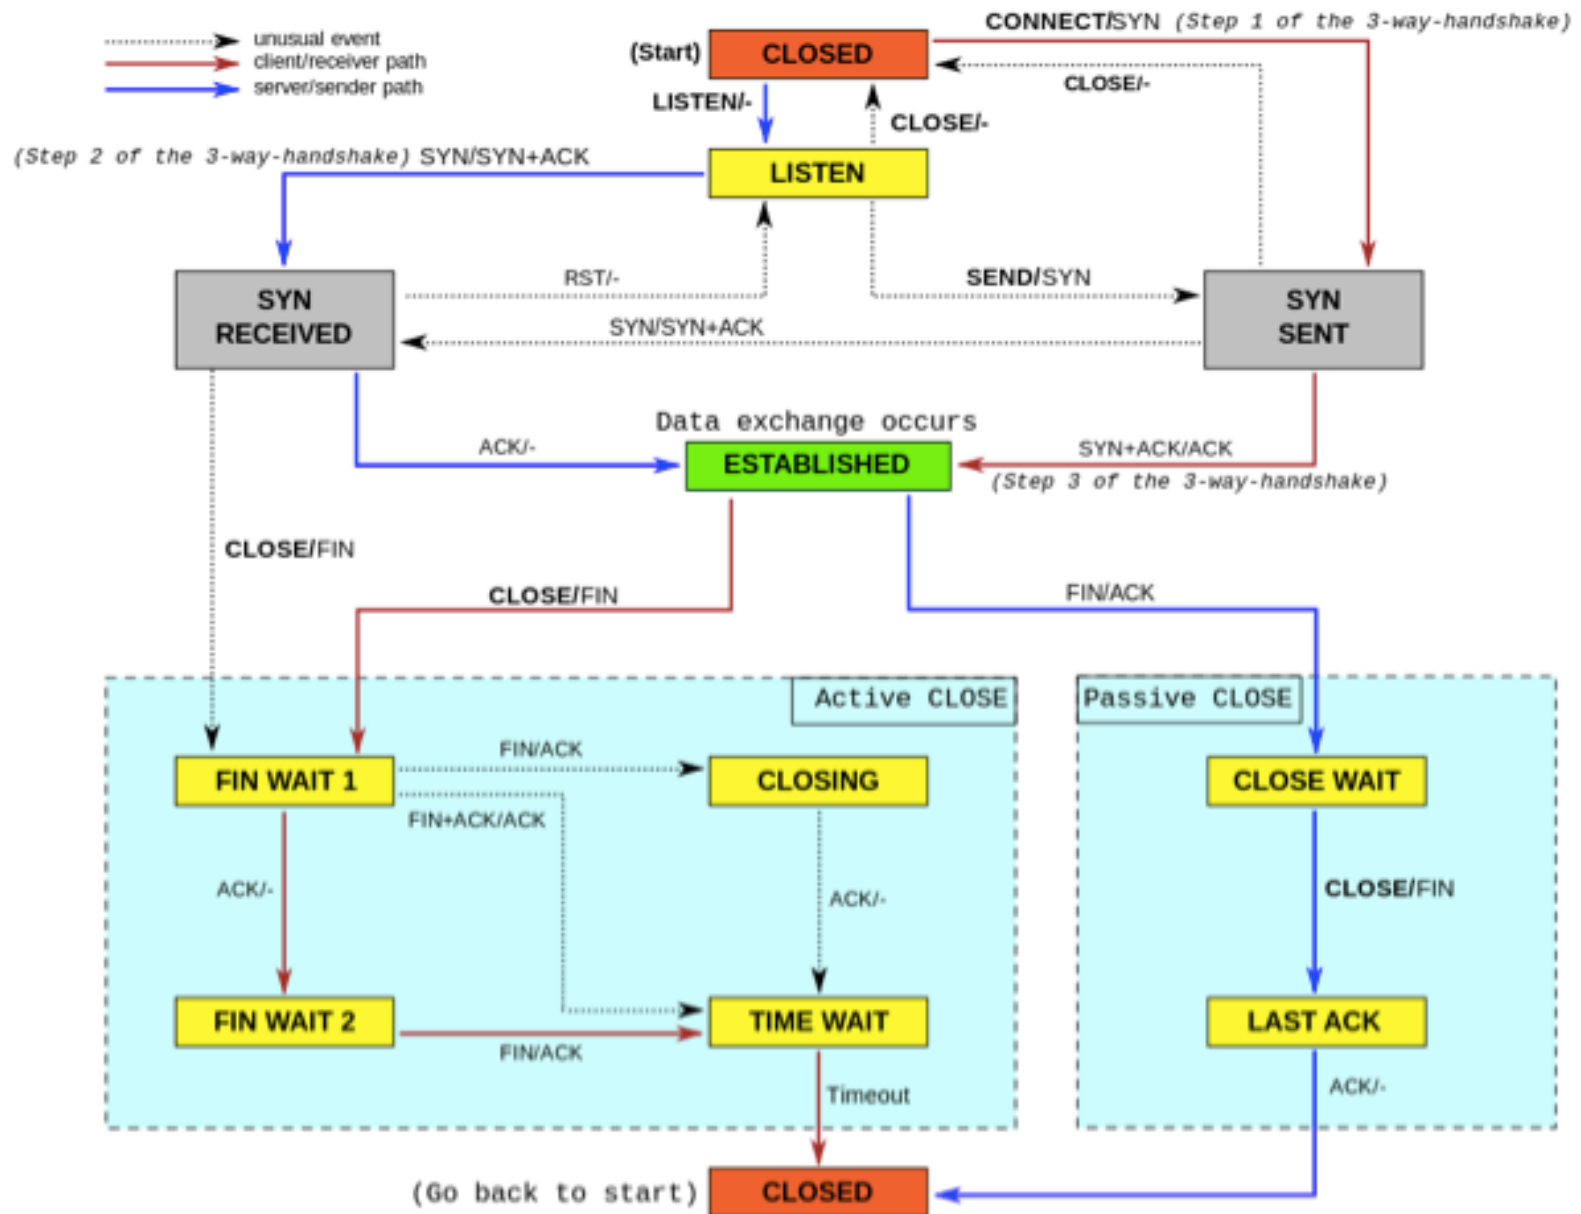 unusual event
client/receiver path
server/sender path
(Start)
CLOSED
CONNECT/SYN (Step 1 of the 3-way-handshake)
CLOSE/-
LISTEN/-
CLOSE/-
(Step 2 of the 3-way-handshake) SYN/SYN+ACK
LISTEN
SYN
RECEIVED
RST/-
SEND/SYN
SYN
SENT
SYN/SYN+ACK
Data exchange occurs
ACK/-
ESTABLISHED
SYN+ACK/ACK
(Step 3 of the 3-way-handshake)
CLOSE/FIN
CLOSE/FIN
FIN/ACK
Active CLOSE
Passive CLOSE
FIN WAIT 1
FIN/ACK
CLOSING
CLOSE WAIT
FIN+ACK/ACK
ACK/-
ACK/-
CLOSE/FIN
FIN WAIT 2
FIN/ACK
TIME WAIT
LAST ACK
Timeout
ACK/-
(Go back to start)
CLOSED